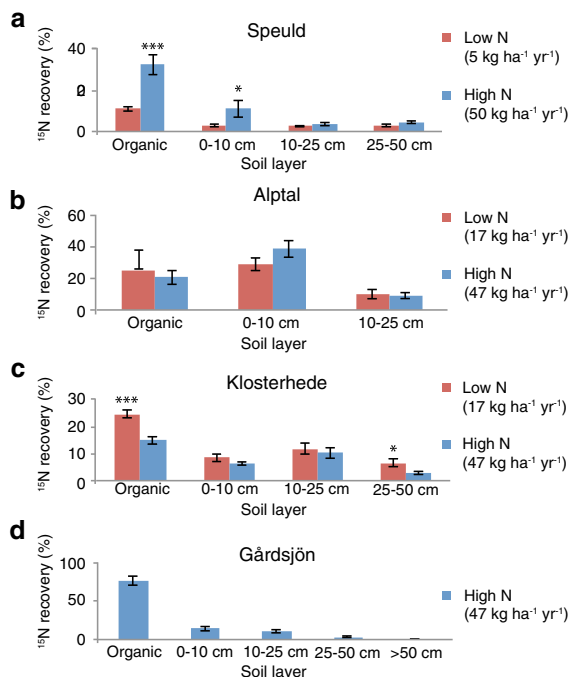 a
Speuld
¹⁵N recovery (%)
40
2
0
0
***
*
Organic
0-10 cm
10-25 cm
25-50 cm
Soil layer
Low N
(5 kg ha⁻¹ yr⁻¹)
High N
(50 kg ha⁻¹ yr⁻¹)
b
Alptal
¹⁵N recovery (%)
60
40
20
0
Organic
0-10 cm
10-25 cm
Soil layer
Low N
(17 kg ha⁻¹ yr⁻¹)
High N
(47 kg ha⁻¹ yr⁻¹)
c
Klosterhede
¹⁵N recovery (%)
30
20
10
0
***
*
Organic
0-10 cm
10-25 cm
25-50 cm
Soil layer
Low N
(17 kg ha⁻¹ yr⁻¹)
High N
(47 kg ha⁻¹ yr⁻¹)
d
Gårdsjön
¹⁵N recovery (%)
100
50
0
Organic
0-10 cm
10-25 cm
25-50 cm
>50 cm
Soil layer
High N
(47 kg ha⁻¹ yr⁻¹)